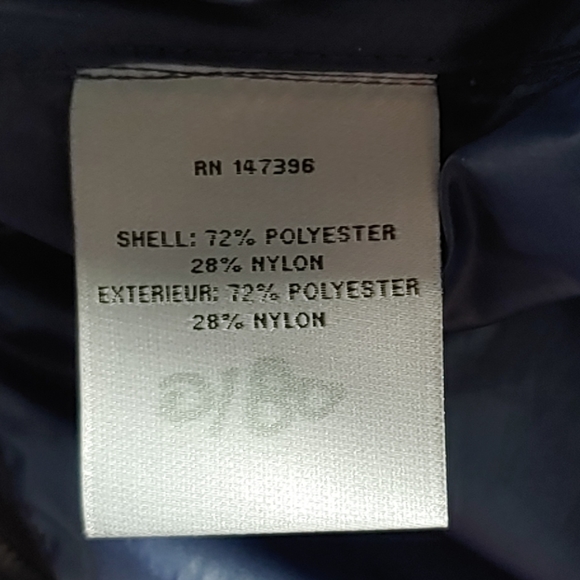 RN 147396
SHELL: 72% POLYESTER
28% NYLON
EXTERIEUR: 72% POLYESTER
28% NYLON